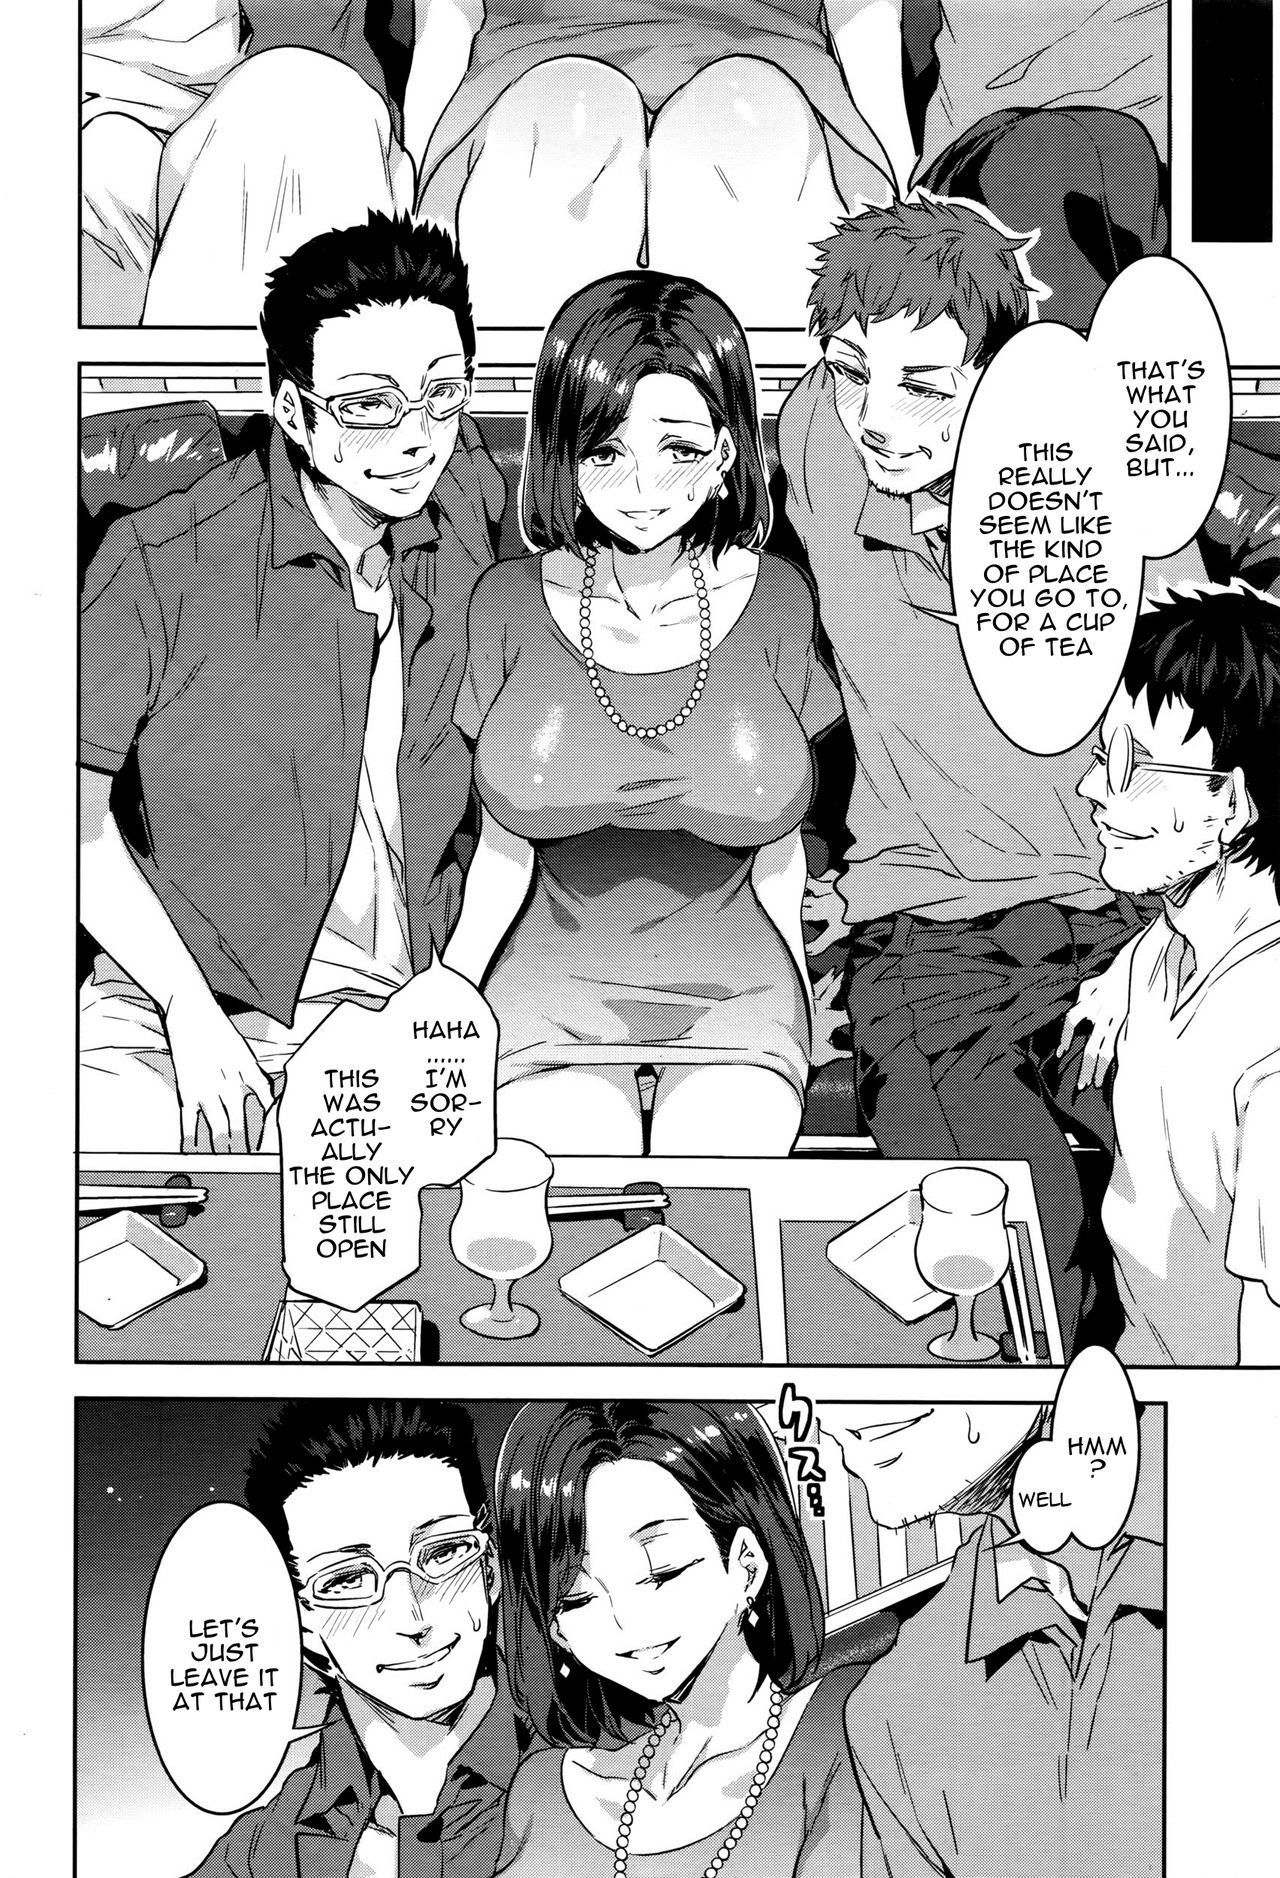 THAT'S
WHAT
YOU
SAID,
BUT...
THIS
REALLY
DOESN'T
SEEM LIKE
THE KIND
OF PLACE
YOU GO TO,
FOR A CUP
OF TEA
HAHA
......
I'M
SOR-
RY
THIS
WAS
ACTU-
ALLY
THE ONLY
PLACE
STILL
OPEN
HMM
?
WELL
クスッ
LET'S
JUST
LEAVE IT
AT THAT